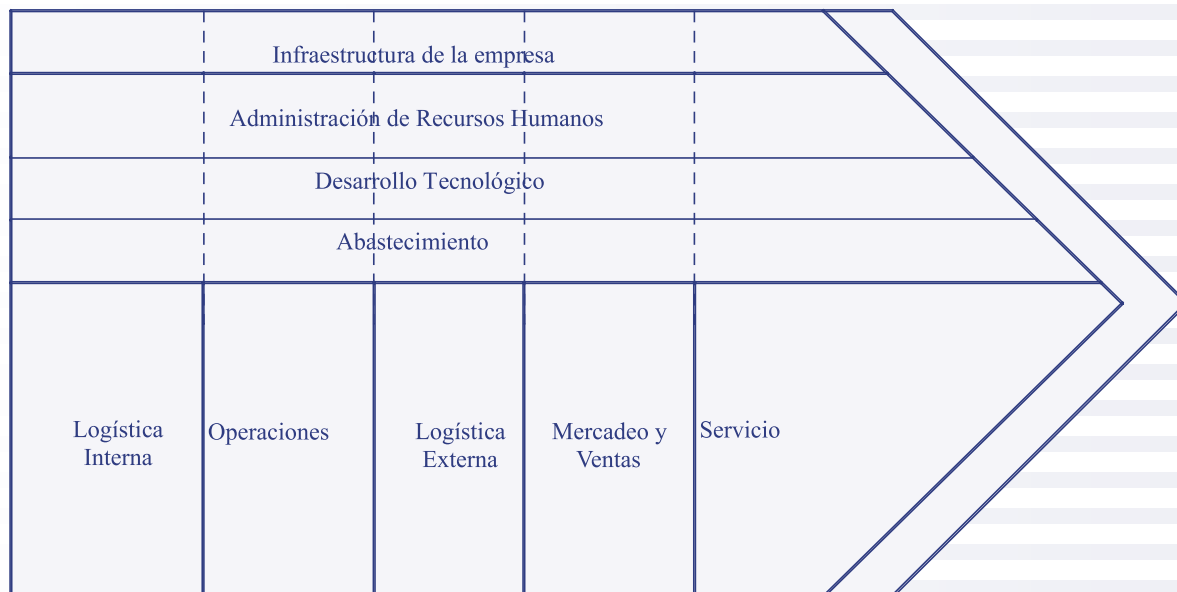 Infraestructura de la empresa
Administración de Recursos Humanos
Desarrollo Tecnológico
Abastecimiento
Logística
Interna
Operaciones
Logística
Externa
Mercadeo y
Ventas
Servicio